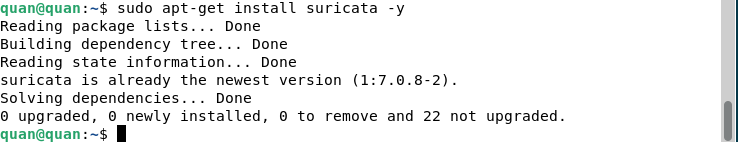 quan@quan:~$ sudo apt-get install suricata -y
Reading package lists... Done
Building dependency tree... Done
Reading state information... Done
suricata is already the newest version (1:7.0.8-2).
Solving dependencies... Done
0 upgraded, 0 newly installed, 0 to remove and 22 not upgraded.
quan@quan:~$